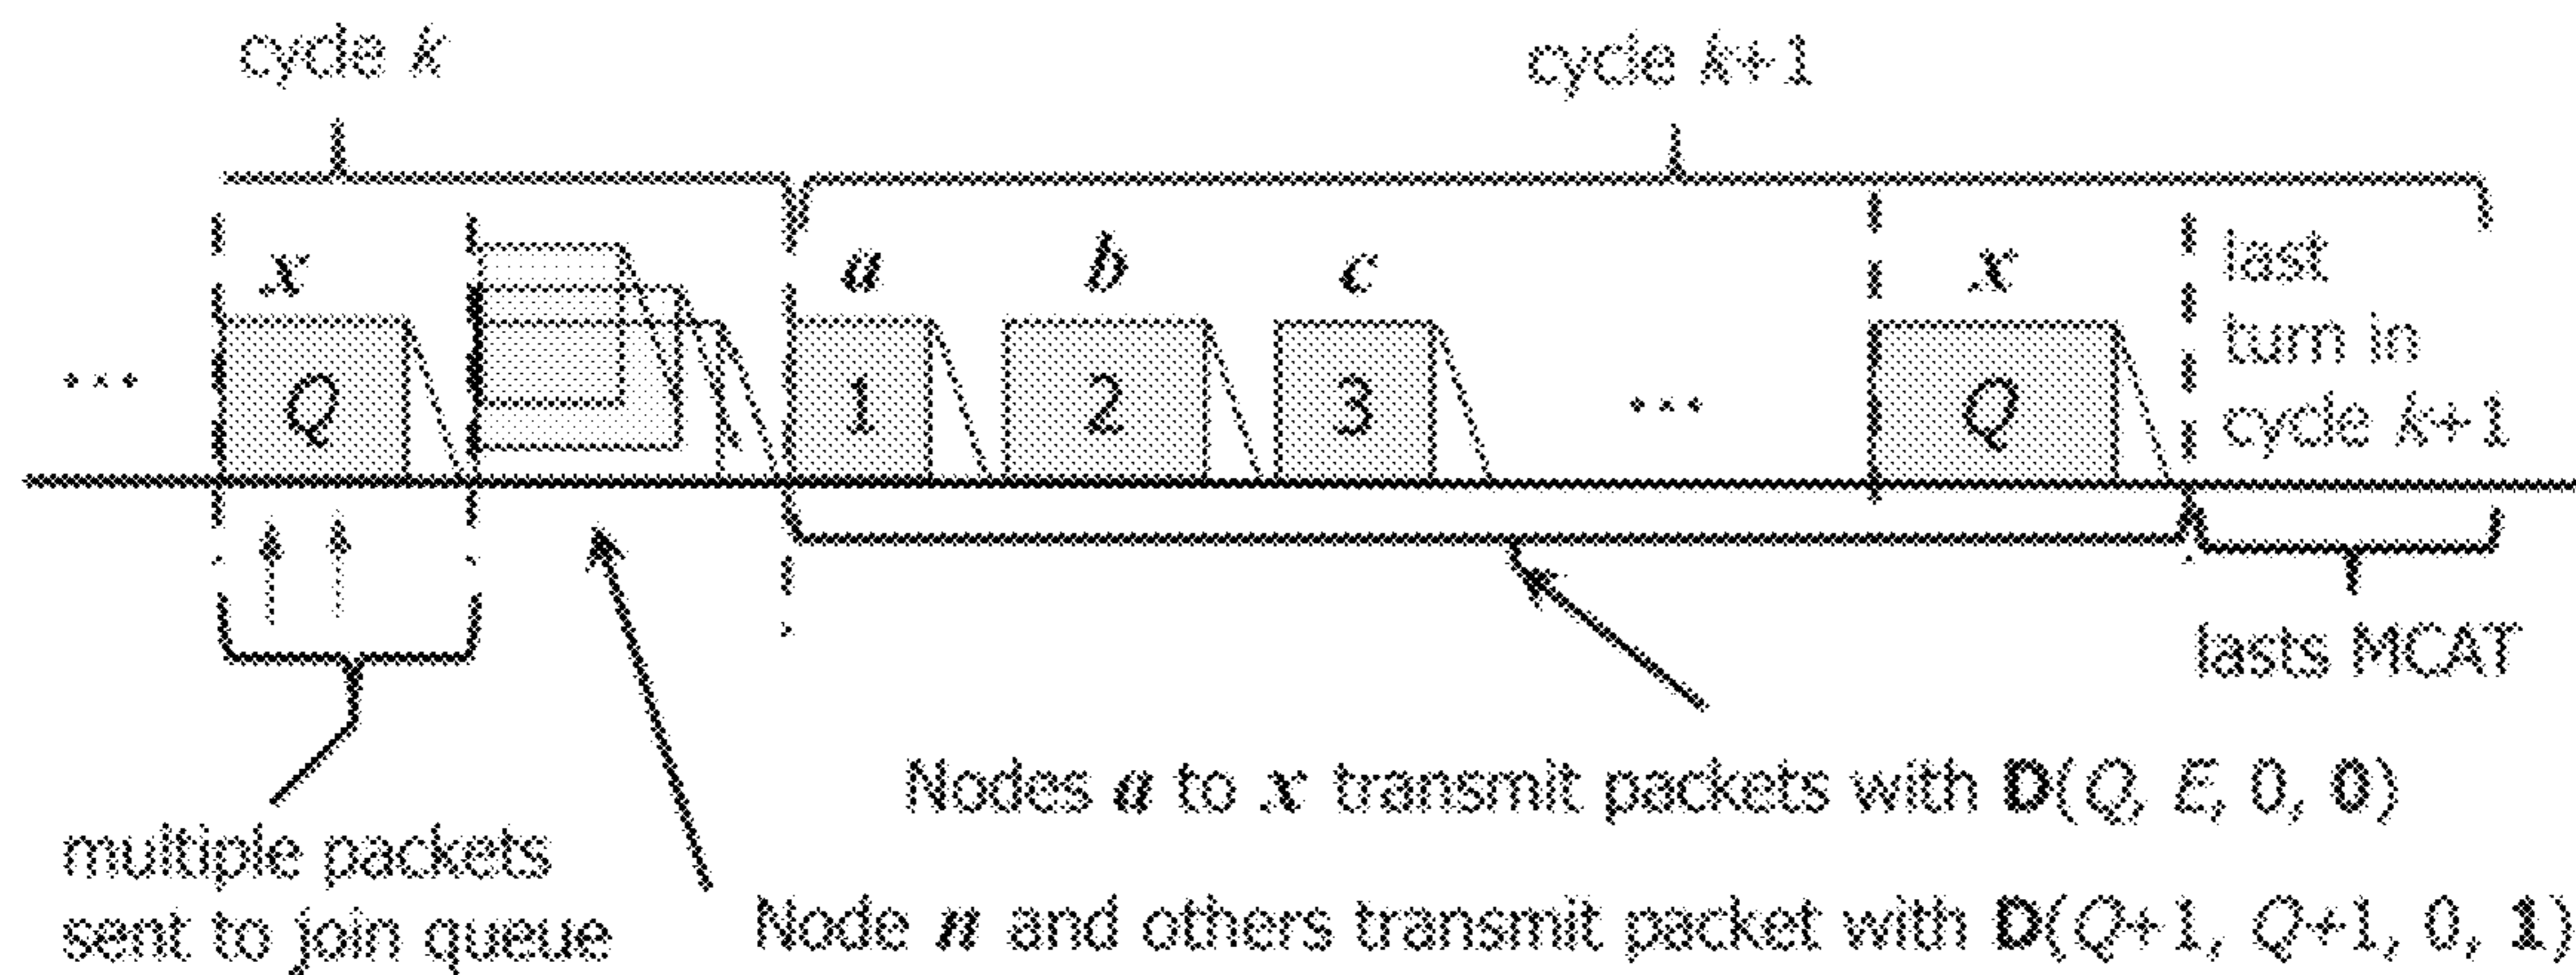 cycle k
cycle k+1
x
a
b
c
x
last
turn in
cycle k+1
...
Q
1
2
3
...
Q
lasts MCAT
Nodes a to x transmit packets with D(Q, E, 0, 0)
multiple packets
sent to join queue
Node n and others transmit packet with D(Q+1, Q+1, 0, 1)